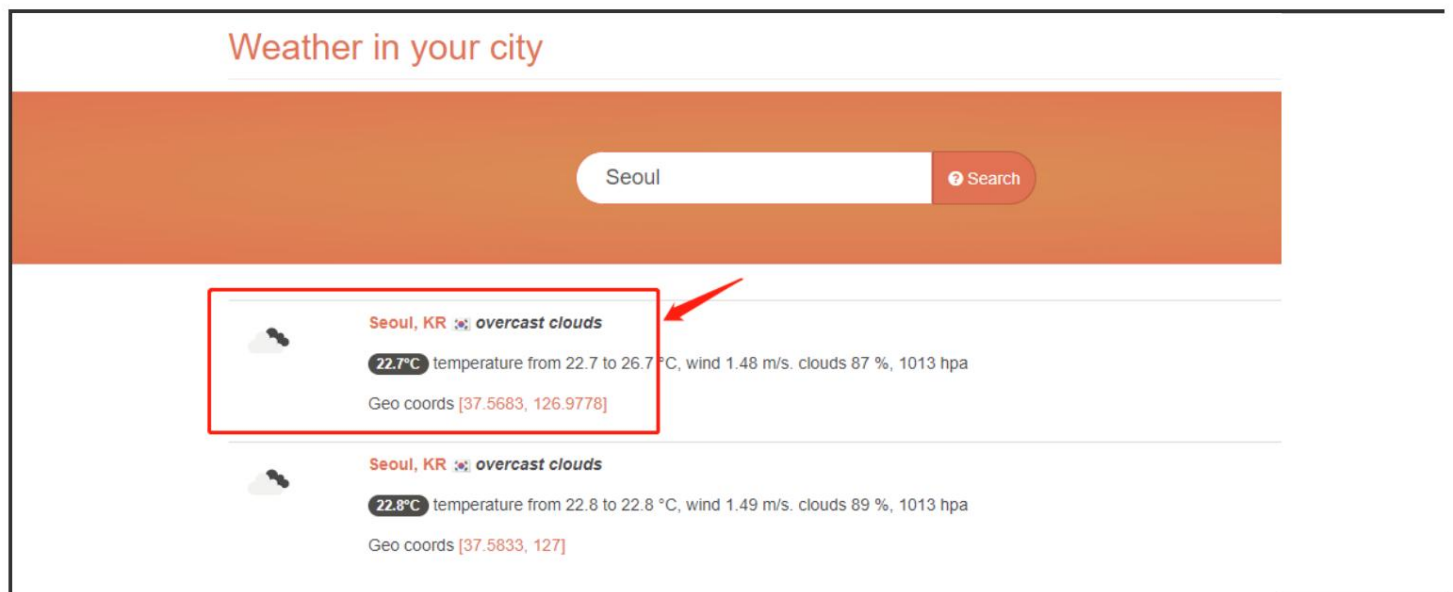 Weather in your city
Seoul
Search
Seoul, KR overcast clouds
22.7°C temperature from 22.7 to 26.7 °C, wind 1.48 m/s. clouds 87 %, 1013 hpa
Geo coords [37.5683, 126.9778]
Seoul, KR overcast clouds
22.8°C temperature from 22.8 to 22.8 °C, wind 1.49 m/s. clouds 89 %, 1013 hpa
Geo coords [37.5833, 127]